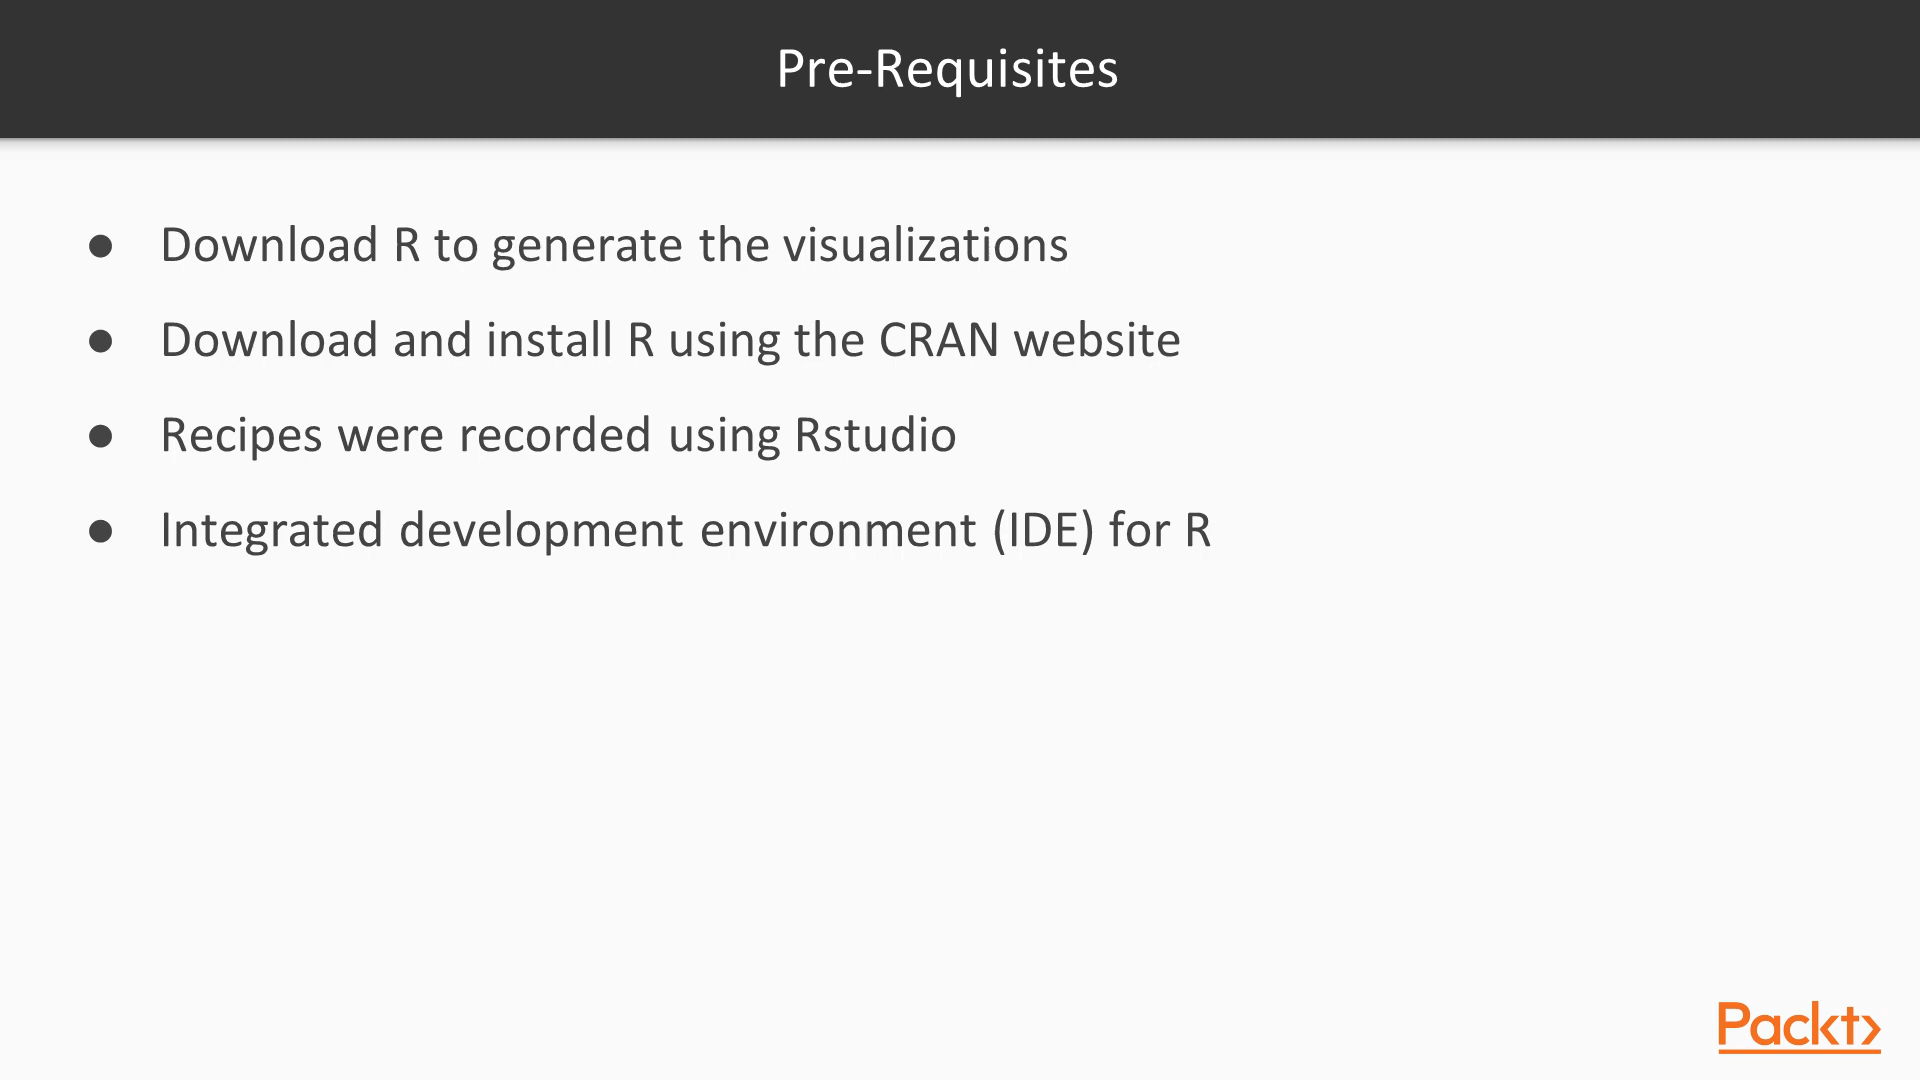 Pre-Requisites
● Download R to generate the visualizations
● Download and install R using the CRAN website
● Recipes were recorded using Rstudio
● Integrated development environment (IDE) for R
Packt>